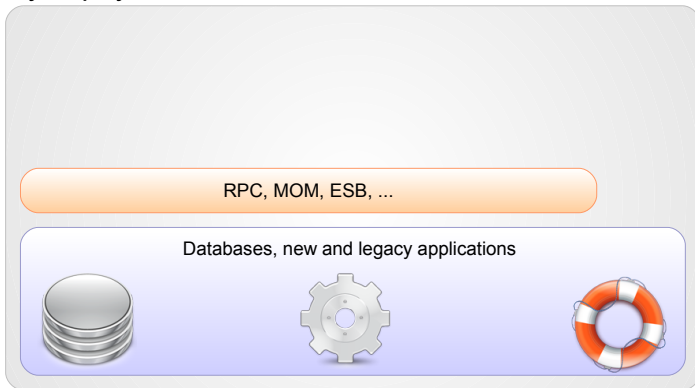 RPC, MOM, ESB, ...
Databases, new and legacy applications